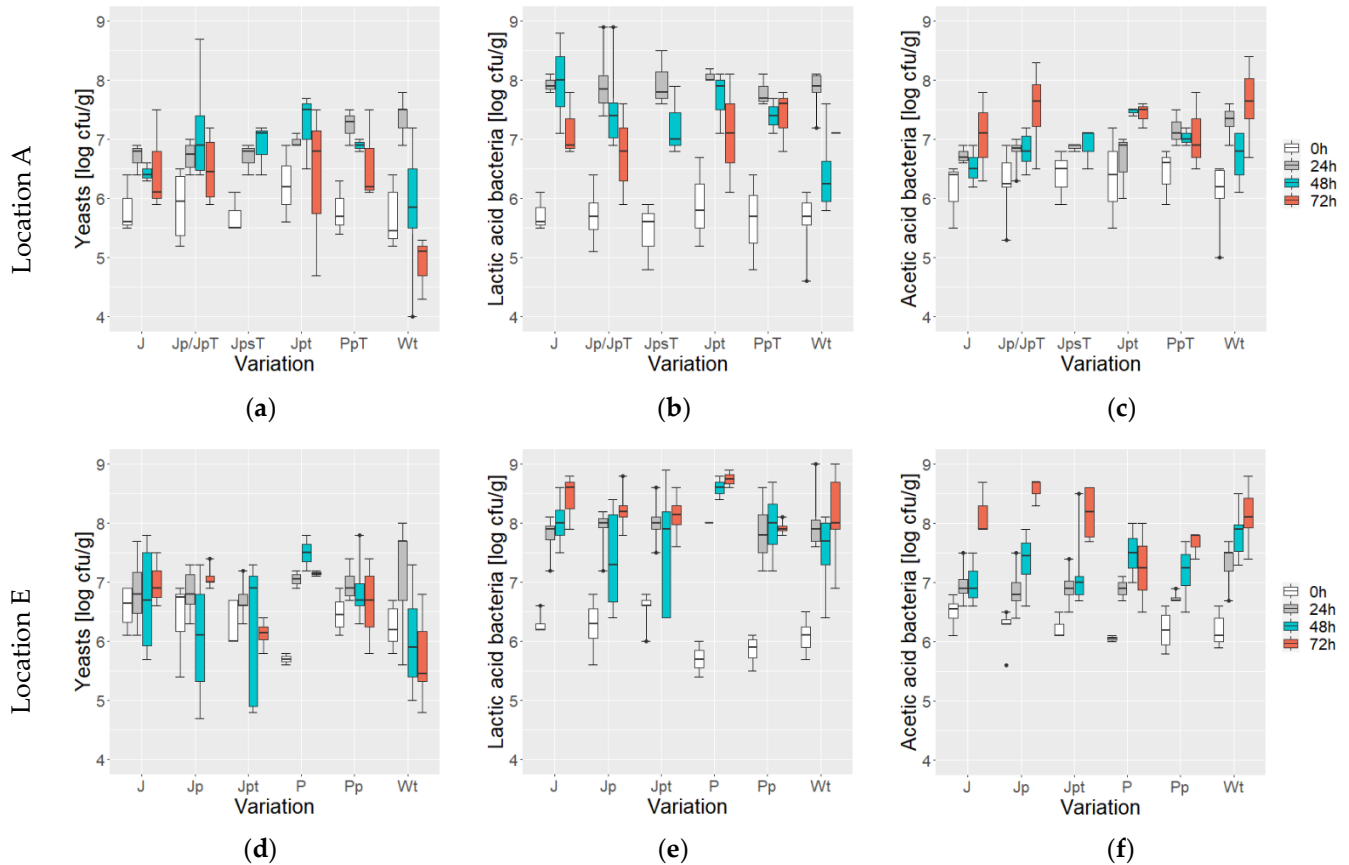 Location A
Yeasts [log cfu/g]
9
8
7
6
5
4
J Jp/JpT JpsT Jpt PpT Wt
Variation
(a)
Lactic acid bacteria [log cfu/g]
9
8
7
6
5
4
J Jp/JpT JpsT Jpt PpT Wt
Variation
(b)
Acetic acid bacteria [log cfu/g]
9
8
7
6
5
4
J Jp/JpT JpsT Jpt PpT Wt
Variation
(c)
0h
24h
48h
72h
Location E
Yeasts [log cfu/g]
9
8
7
6
5
4
J Jp Jpt P Pp Wt
Variation
(d)
Lactic acid bacteria [log cfu/g]
9
8
7
6
5
4
J Jp Jpt P Pp Wt
Variation
(e)
Acetic acid bacteria [log cfu/g]
9
8
7
6
5
4
J Jp Jpt P Pp Wt
Variation
(f)
0h
24h
48h
72h